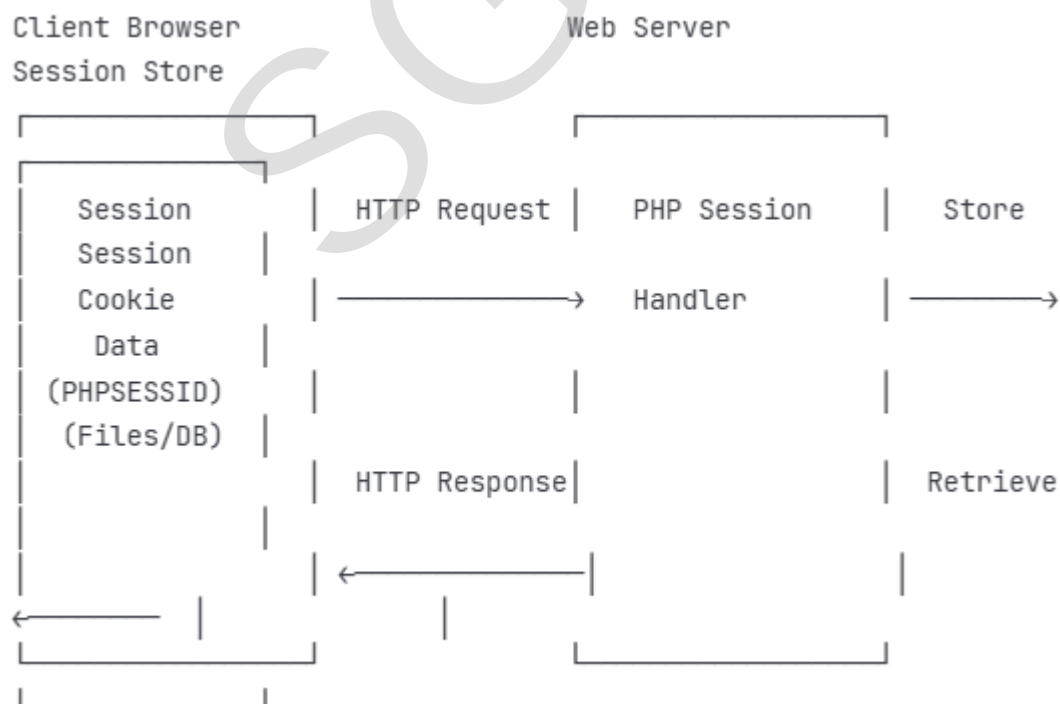 Client Browser Web Server
Session Store
Session HTTP Request PHP Session Store
Session
Cookie Handler
Data
(PHPSESSID)
(Files/DB)
HTTP Response Retrieve